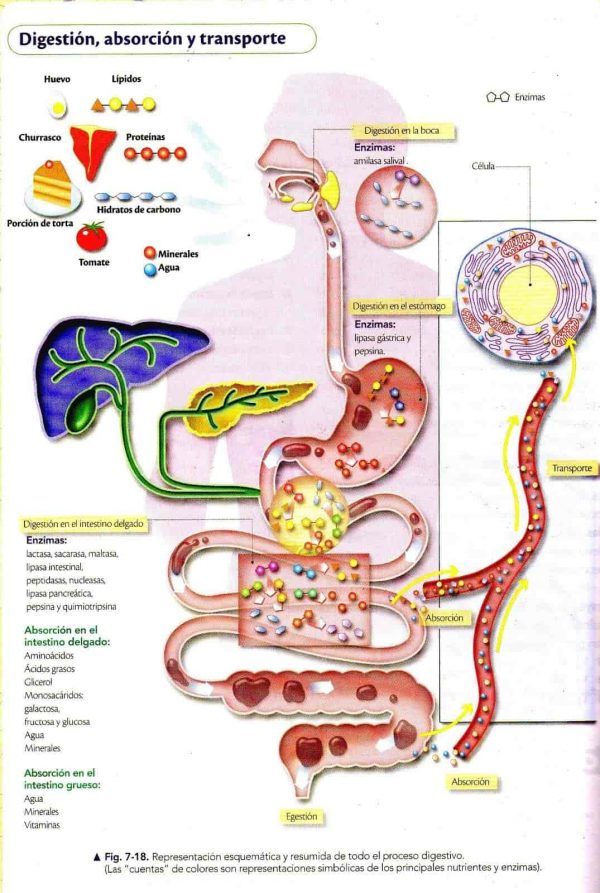 Digestión, absorción y transporte
Huevo
Lípidos
Churrasco
Proteínas
Hidratos de carbono
Porción de torta
Tomate
Minerales
Agua
Enzimas
Digestión en la boca
Enzimas:
amilasa salival.
Célula
Digestión en el estómago
Enzimas:
lipasa gástrica y
pepsina.
Transporte
Digestión en el intestino delgado
Enzimas:
lactasa, sacarasa, maltasa,
lipasa intestinal,
peptidasas, nucleasas,
lipasa pancreática,
pepsina y quimiotripsina
Absorción
Absorción en el
intestino delgado:
Aminoácidos
Ácidos grasos
Glicerol
Monosacáridos:
galactosa,
fructosa y glucosa
Agua
Minerales
Absorción en el
intestino grueso:
Agua
Minerales
Vitaminas
Absorción
Egestión
▲ Fig. 7-18. Representación esquemática y resumida de todo el proceso digestivo.
(Las "cuentas" de colores son representaciones simbólicas de los principales nutrientes y enzimas).